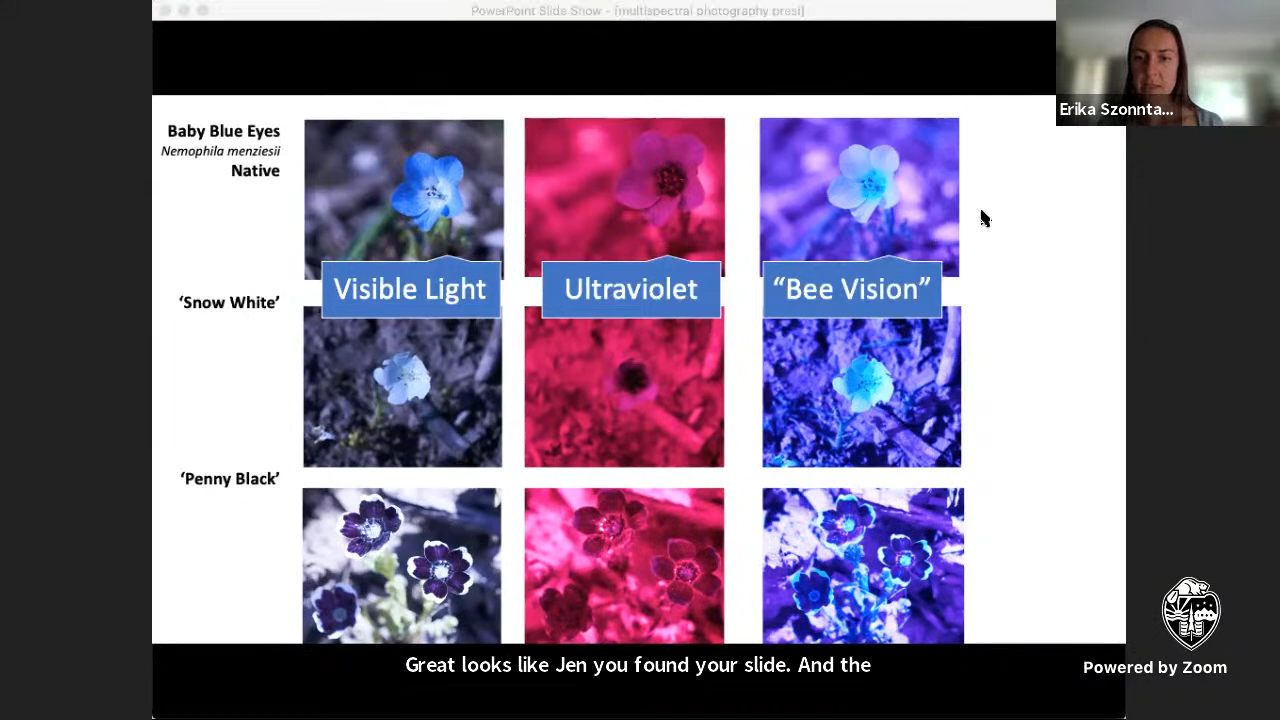 PowerPoint Slide Show - [multispectral photography presi]
Erika Szonnta...
Baby Blue Eyes
Nemophila menziesii
Native
Visible Light
Ultraviolet
“Bee Vision”
‘Snow White’
‘Penny Black’
Great looks like Jen you found your slide. And the
Powered by Zoom